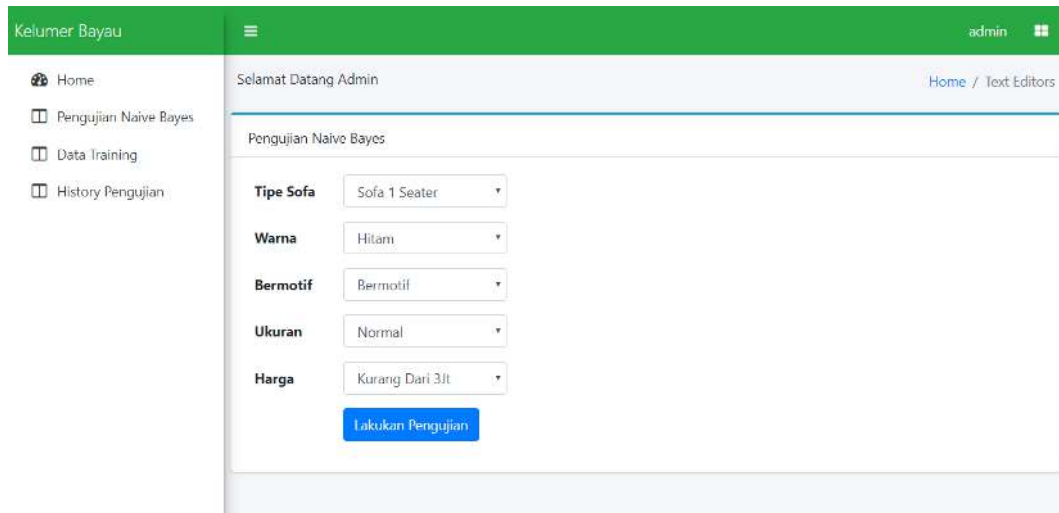 Kelumer Bayau
admin
Home
Pengujian Naive Bayes
Data Training
History Pengujian
Selamat Datang Admin
Home / Text Editors
Pengujian Naive Bayes
Tipe Sofa Sofa 1 Seater
Warna Hitam
Bermotif Bermotif
Ukuran Normal
Harga Kurang Dari 3Jt
Lakukan Pengujian